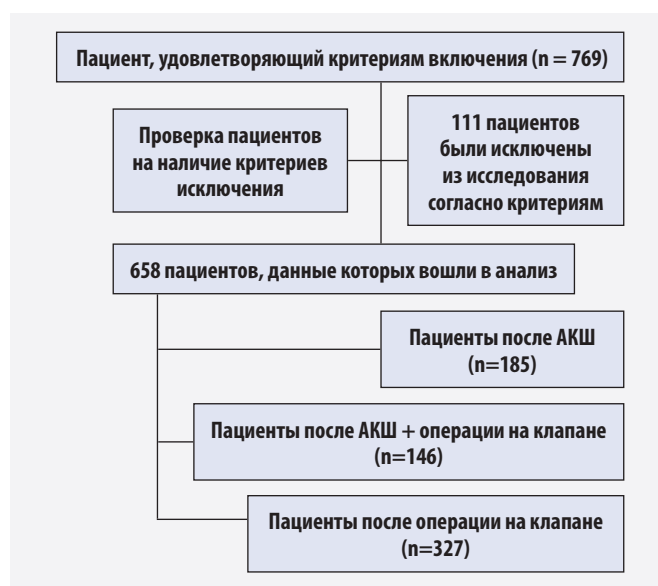 Пациент, удовлетворяющий критериям включения (n = 769)
Проверка пациентов
на наличие критериев
исключения
111 пациентов
были исключены
из исследования
согласно критериям
658 пациентов, данные которых вошли в анализ
Пациенты после АКШ
(n=185)
Пациенты после АКШ + операции на клапане
(n=146)
Пациенты после операции на клапане
(n=327)